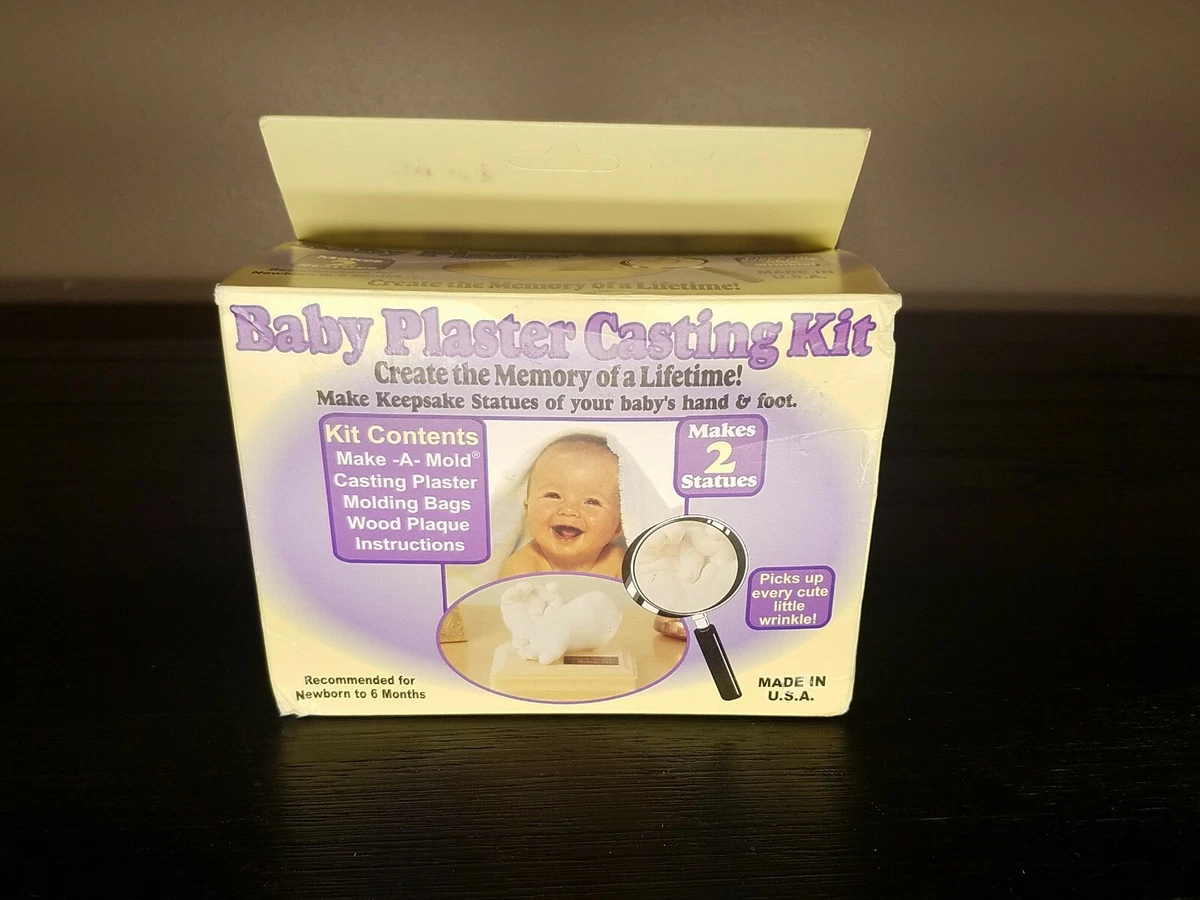 Create the Memory of a Lifetime!
MADE IN
U.S.A.
Baby Plaster Casting Kit
Create the Memory of a Lifetime!
Make Keepsake Statues of your baby's hand & foot.
Kit Contents
Make -A- Mold®
Casting Plaster
Molding Bags
Wood Plaque
Instructions
Makes
2
Statues
Picks up
every cute
little
wrinkle!
Recommended for
Newborn to 6 Months
MADE IN
U.S.A.